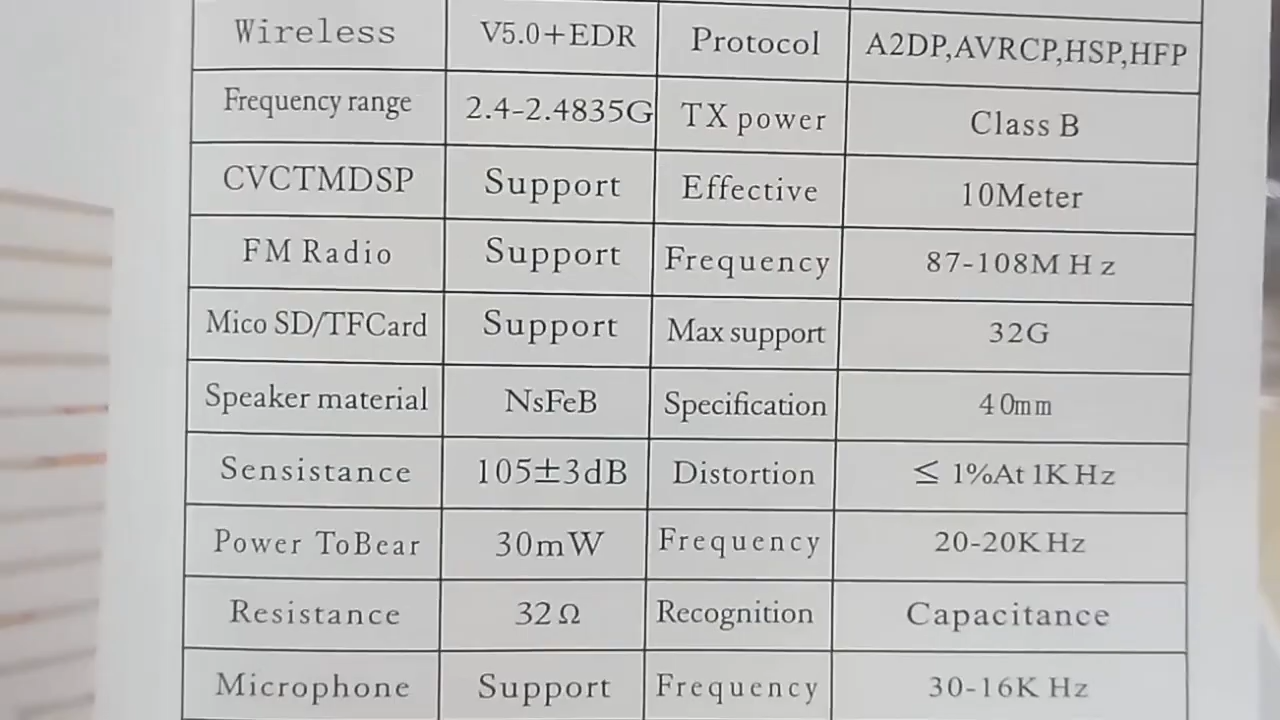 Wireless V5.0+EDR Protocol A2DP,AVRCP,HSP,HFP
Frequency range 2.4-2.4835G TX power Class B
CVCTMDSP Support Effective 10Meter
FM Radio Support Frequency 87-108M H z
Mico SD/TFCard Support Max support 32G
Speaker material NsFeB Specification 40mm
Sensistance 105±3dB Distortion ≤ 1%At 1K Hz
Power ToBear 30mW Frequency 20-20K Hz
Resistance 32 Ω Recognition Capacitance
Microphone Support Frequency 30-16K Hz